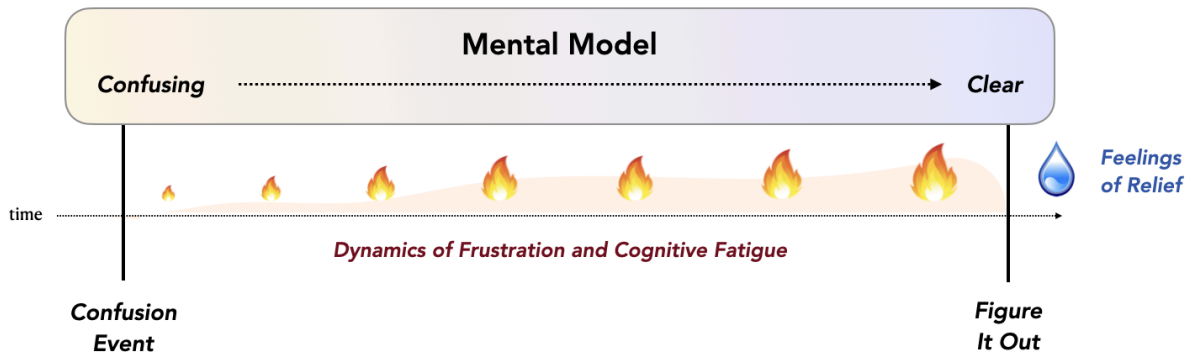 Mental Model
Confusing
Clear
Feelings
of Relief
time
Dynamics of Frustration and Cognitive Fatigue
Confusion
Event
Figure
It Out